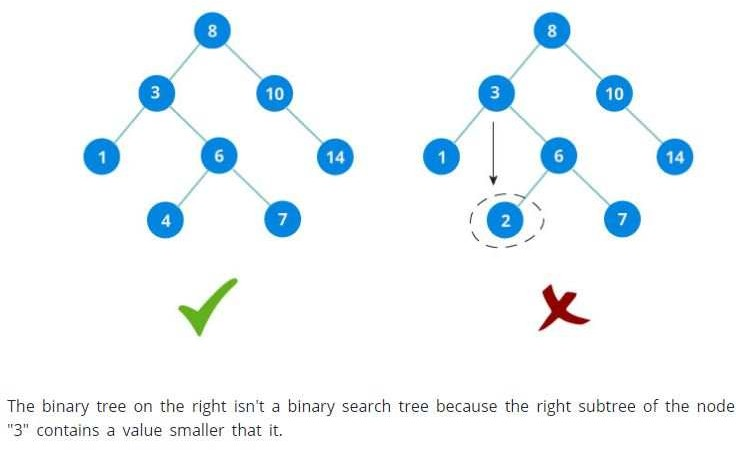 8 8
3 10 3 10
1 6 14 1 6 14
4 7 2 7
The binary tree on the right isn't a binary search tree because the right subtree of the node
"3" contains a value smaller that it.